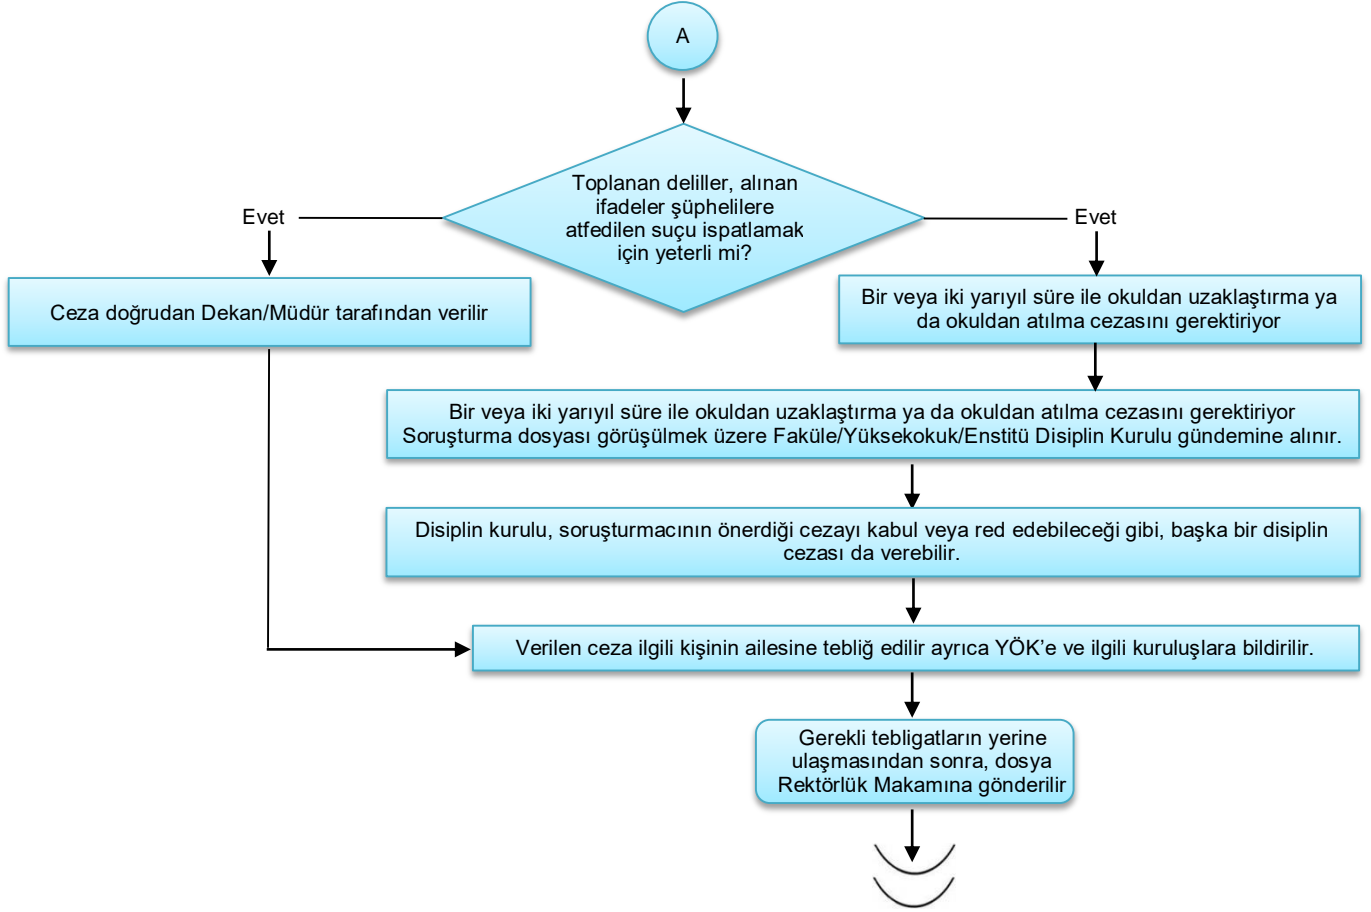 A
Toplanan deliller, alınan
ifadeler şüphelilere
atfedilen suçu ispatlamak
için yeterli mi?
Evet
Evet
Ceza doğrudan Dekan/Müdür tarafından verilir
Bir veya iki yarıyıl süre ile okuldan uzaklaştırma ya
da okuldan atılma cezasını gerektiriyor
Bir veya iki yarıyıl süre ile okuldan uzaklaştırma ya da okuldan atılma cezasını gerektiriyor
Soruşturma dosyası görüşülmek üzere Faküle/Yüksekokuk/Enstitü Disiplin Kurulu gündemine alınır.
Disiplin kurulu, soruşturmacının önerdiği cezayı kabul veya red edebileceği gibi, başka bir disiplin
cezası da verebilir.
Verilen ceza ilgili kişinin ailesine tebliğ edilir ayrıca YÖK’e ve ilgili kuruluşlara bildirilir.
Gerekli tebligatların yerine
ulaşmasından sonra, dosya
Rektörlük Makamına gönderilir